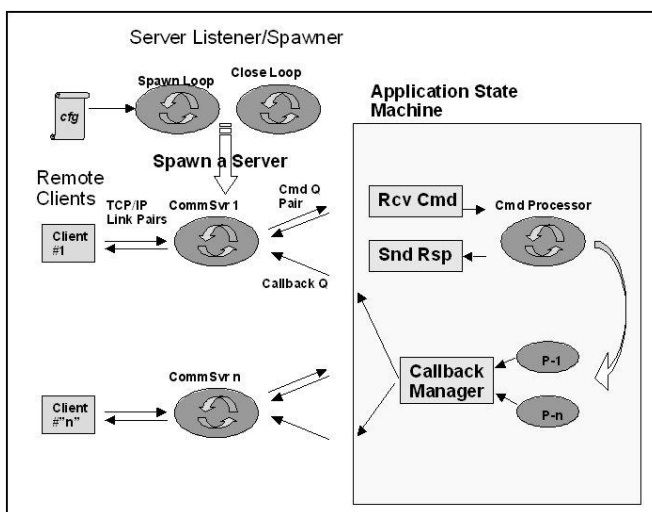 Server Listener/Spawner
Spawn Loop
Close Loop
cfg
Spawn a Server
Application State
Machine
Remote
Clients
TCP/IP
Link Pairs
CommSvr 1
Cmd Q
Pair
Client
#1
Callback Q
Rcv Cmd
Cmd Processor
Snd Rsp
CommSvr n
Client
#"n"
Callback
Manager
P-1
P-n